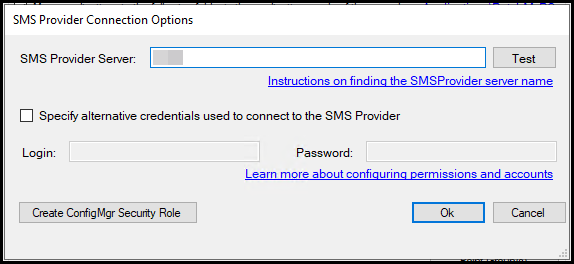 SMS Provider Connection Options
SMS Provider Server:
Test
Instructions on finding the SMSProvider server name
Specify alternative credentials used to connect to the SMS Provider
Login:
Password:
Learn more about configuring permissions and accounts
Create ConfigMgr Security Role
Ok
Cancel